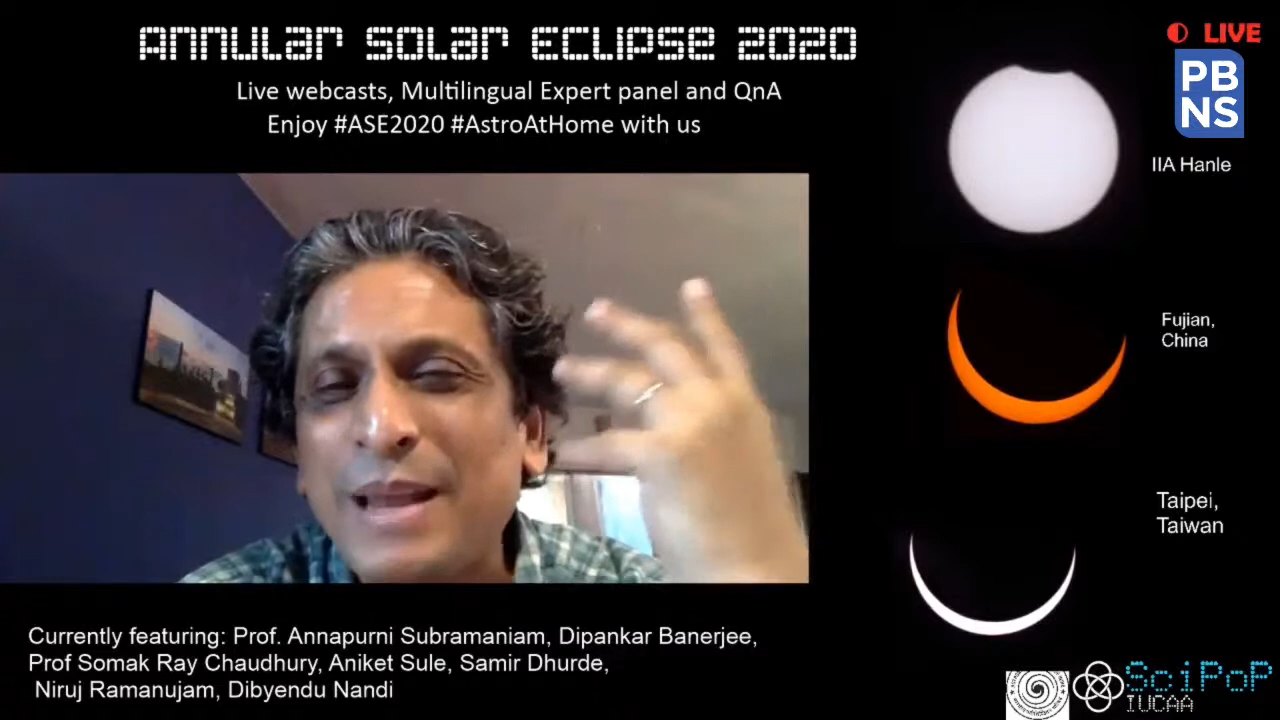 ANNULAR SOLAR ECLIPSE 2020
Live webcasts, Multilingual Expert panel and QnA
Enjoy #ASE2020 #AstroAtHome with us
LIVE
PB
NS
IIA Hanle
Fujian,
China
Taipei,
Taiwan
Currently featuring: Prof. Annapurni Subramaniam, Dipankar Banerjee,
Prof Somak Ray Chaudhury, Aniket Sule, Samir Dhurde,
Niruj Ramanujam, Dibyendu Nandi
SciPoP
IUCAA